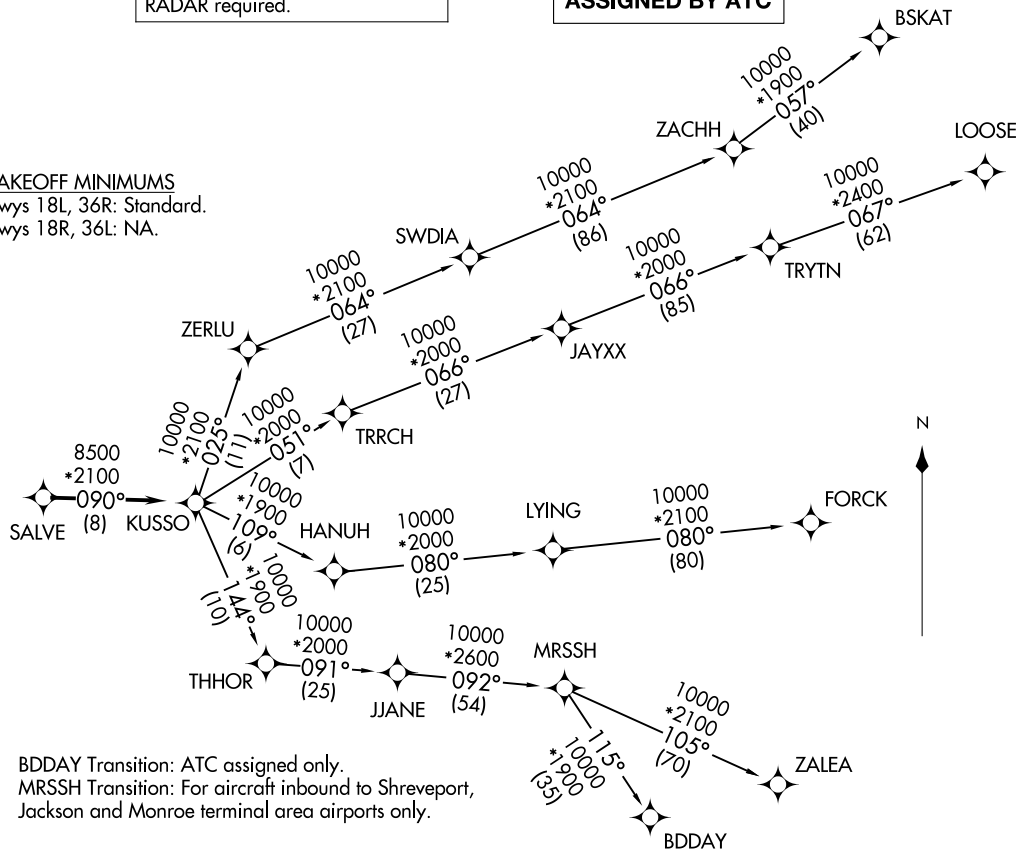 RADAR required.
ASSIGNED BY ATC
BSKAT
10000
*1900
057°
(40)
ZACHH
LOOSE
10000
*2400
067°
(62)
TRYTN
10000
*2100
064°
(86)
AKEOFF MINIMUMS
wys 18L, 36R: Standard.
wys 18R, 36L: NA.
SWDIA
10000
*2000
066°
(85)
JAYXX
10000
*2100
064°
(27)
ZERLU
10000
*2000
066°
(27)
TRRCH
10000
*2100
025°
(11)
10000
*2000
051°
(7)
8500
*2100
090°
(8)
SALVE
KUSSO
10000
*1900
109°
(6)
HANUH
10000
*2000
080°
(25)
LYING
10000
*2100
080°
(80)
FORCK
N
10000
*1900
144°
(10)
THHOR
10000
*2000
091°
(25)
JJANE
10000
*2600
092°
(54)
MRSSH
10000
*2100
105°
(70)
ZALEA
115°
10000
*1900
(35)
BDDAY
BDDAY Transition: ATC assigned only.
MRSSH Transition: For aircraft inbound to Shreveport,
Jackson and Monroe terminal area airports only.